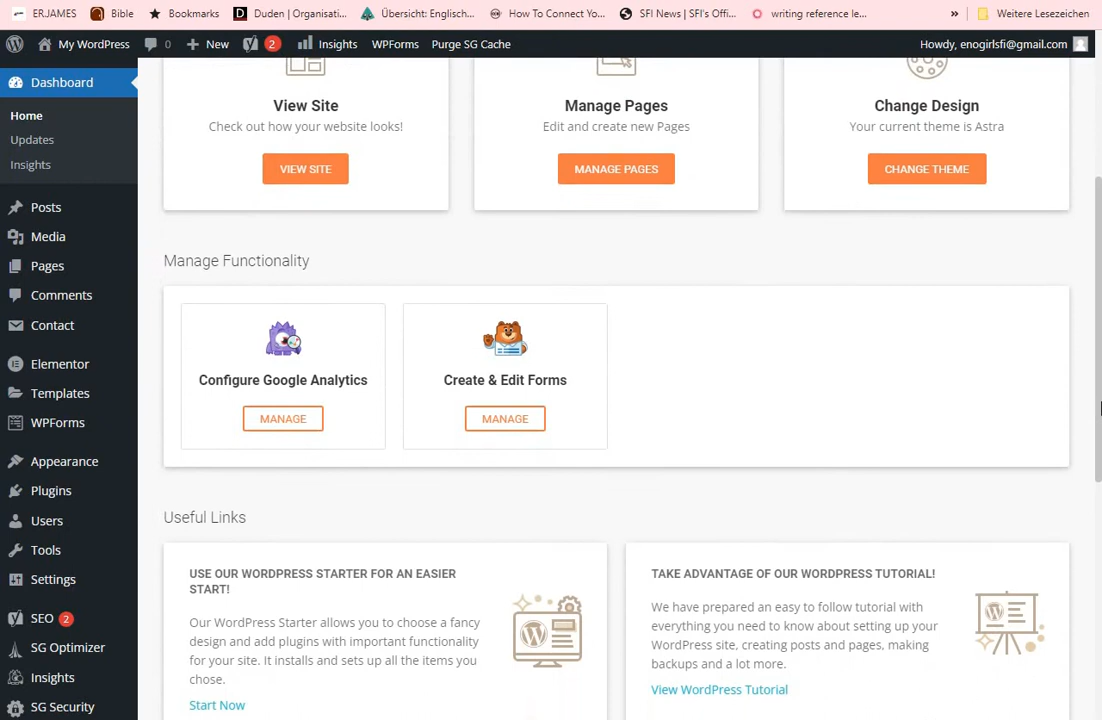 ERJAMES
Bible
Bookmarks
D Duden | Organisati...
Übersicht: Englisch...
How To Connect Yo...
SFI News | SFI's Offi...
writing reference le...
»
Weitere Lesezeichen
My WordPress
0
+ New
2
Insights
WPForms
Purge SG Cache
Howdy, enogirlsfi@gmail.com
Dashboard
Home
Updates
Insights
Posts
Media
Pages
Comments
Contact
Elementor
Templates
WPForms
Appearance
Plugins
Users
Tools
Settings
SEO 2
SG Optimizer
Insights
SG Security
View Site
Check out how your website looks!
VIEW SITE
Manage Pages
Edit and create new Pages
MANAGE PAGES
Change Design
Your current theme is Astra
CHANGE THEME
Manage Functionality
Configure Google Analytics
MANAGE
Create & Edit Forms
MANAGE
Useful Links
USE OUR WORDPRESS STARTER FOR AN EASIER
START!
Our WordPress Starter allows you to choose a fancy
design and add plugins with important functionality
for your site. It installs and sets up all the items you
chose.
Start Now
TAKE ADVANTAGE OF OUR WORDPRESS TUTORIAL!
We have prepared an easy to follow tutorial with
everything you need to know about setting up your
WordPress site, creating posts and pages, making
backups and a lot more.
View WordPress Tutorial